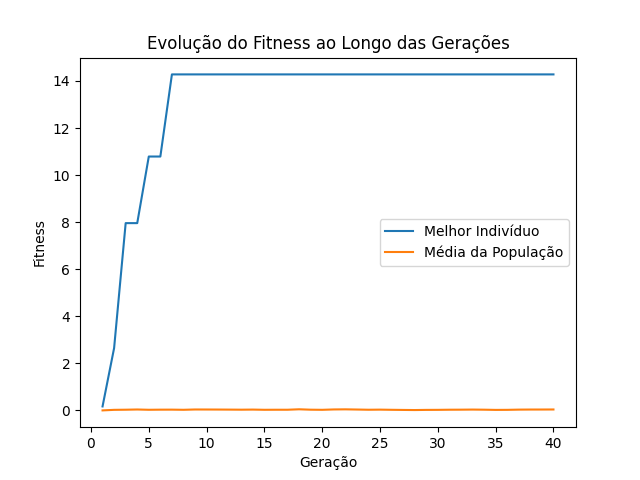 Evolução do Fitness ao Longo das Gerações
Fitness
14
12
10
8
6
4
2
0
Melhor Indivíduo
Média da População
0 5 10 15 20 25 30 35 40
Geração